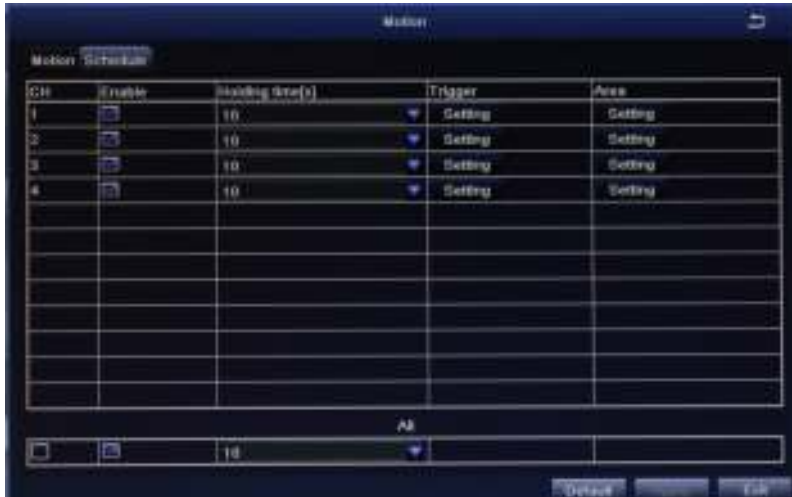 Motion
Motion Schedule
CH Enable Holding time[s] Trigger Area
1 10 Setting Setting
2 10 Setting Setting
3 10 Setting Setting
4 10 Setting Setting
All
10
Default Exit